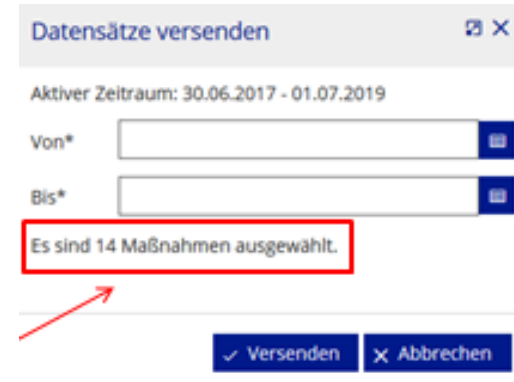 Datensätze versenden
Aktiver Zeitraum: 30.06.2017 - 01.07.2019
Von*
Bis*
Es sind 14 Maßnahmen ausgewählt.
Versenden Abbrechen